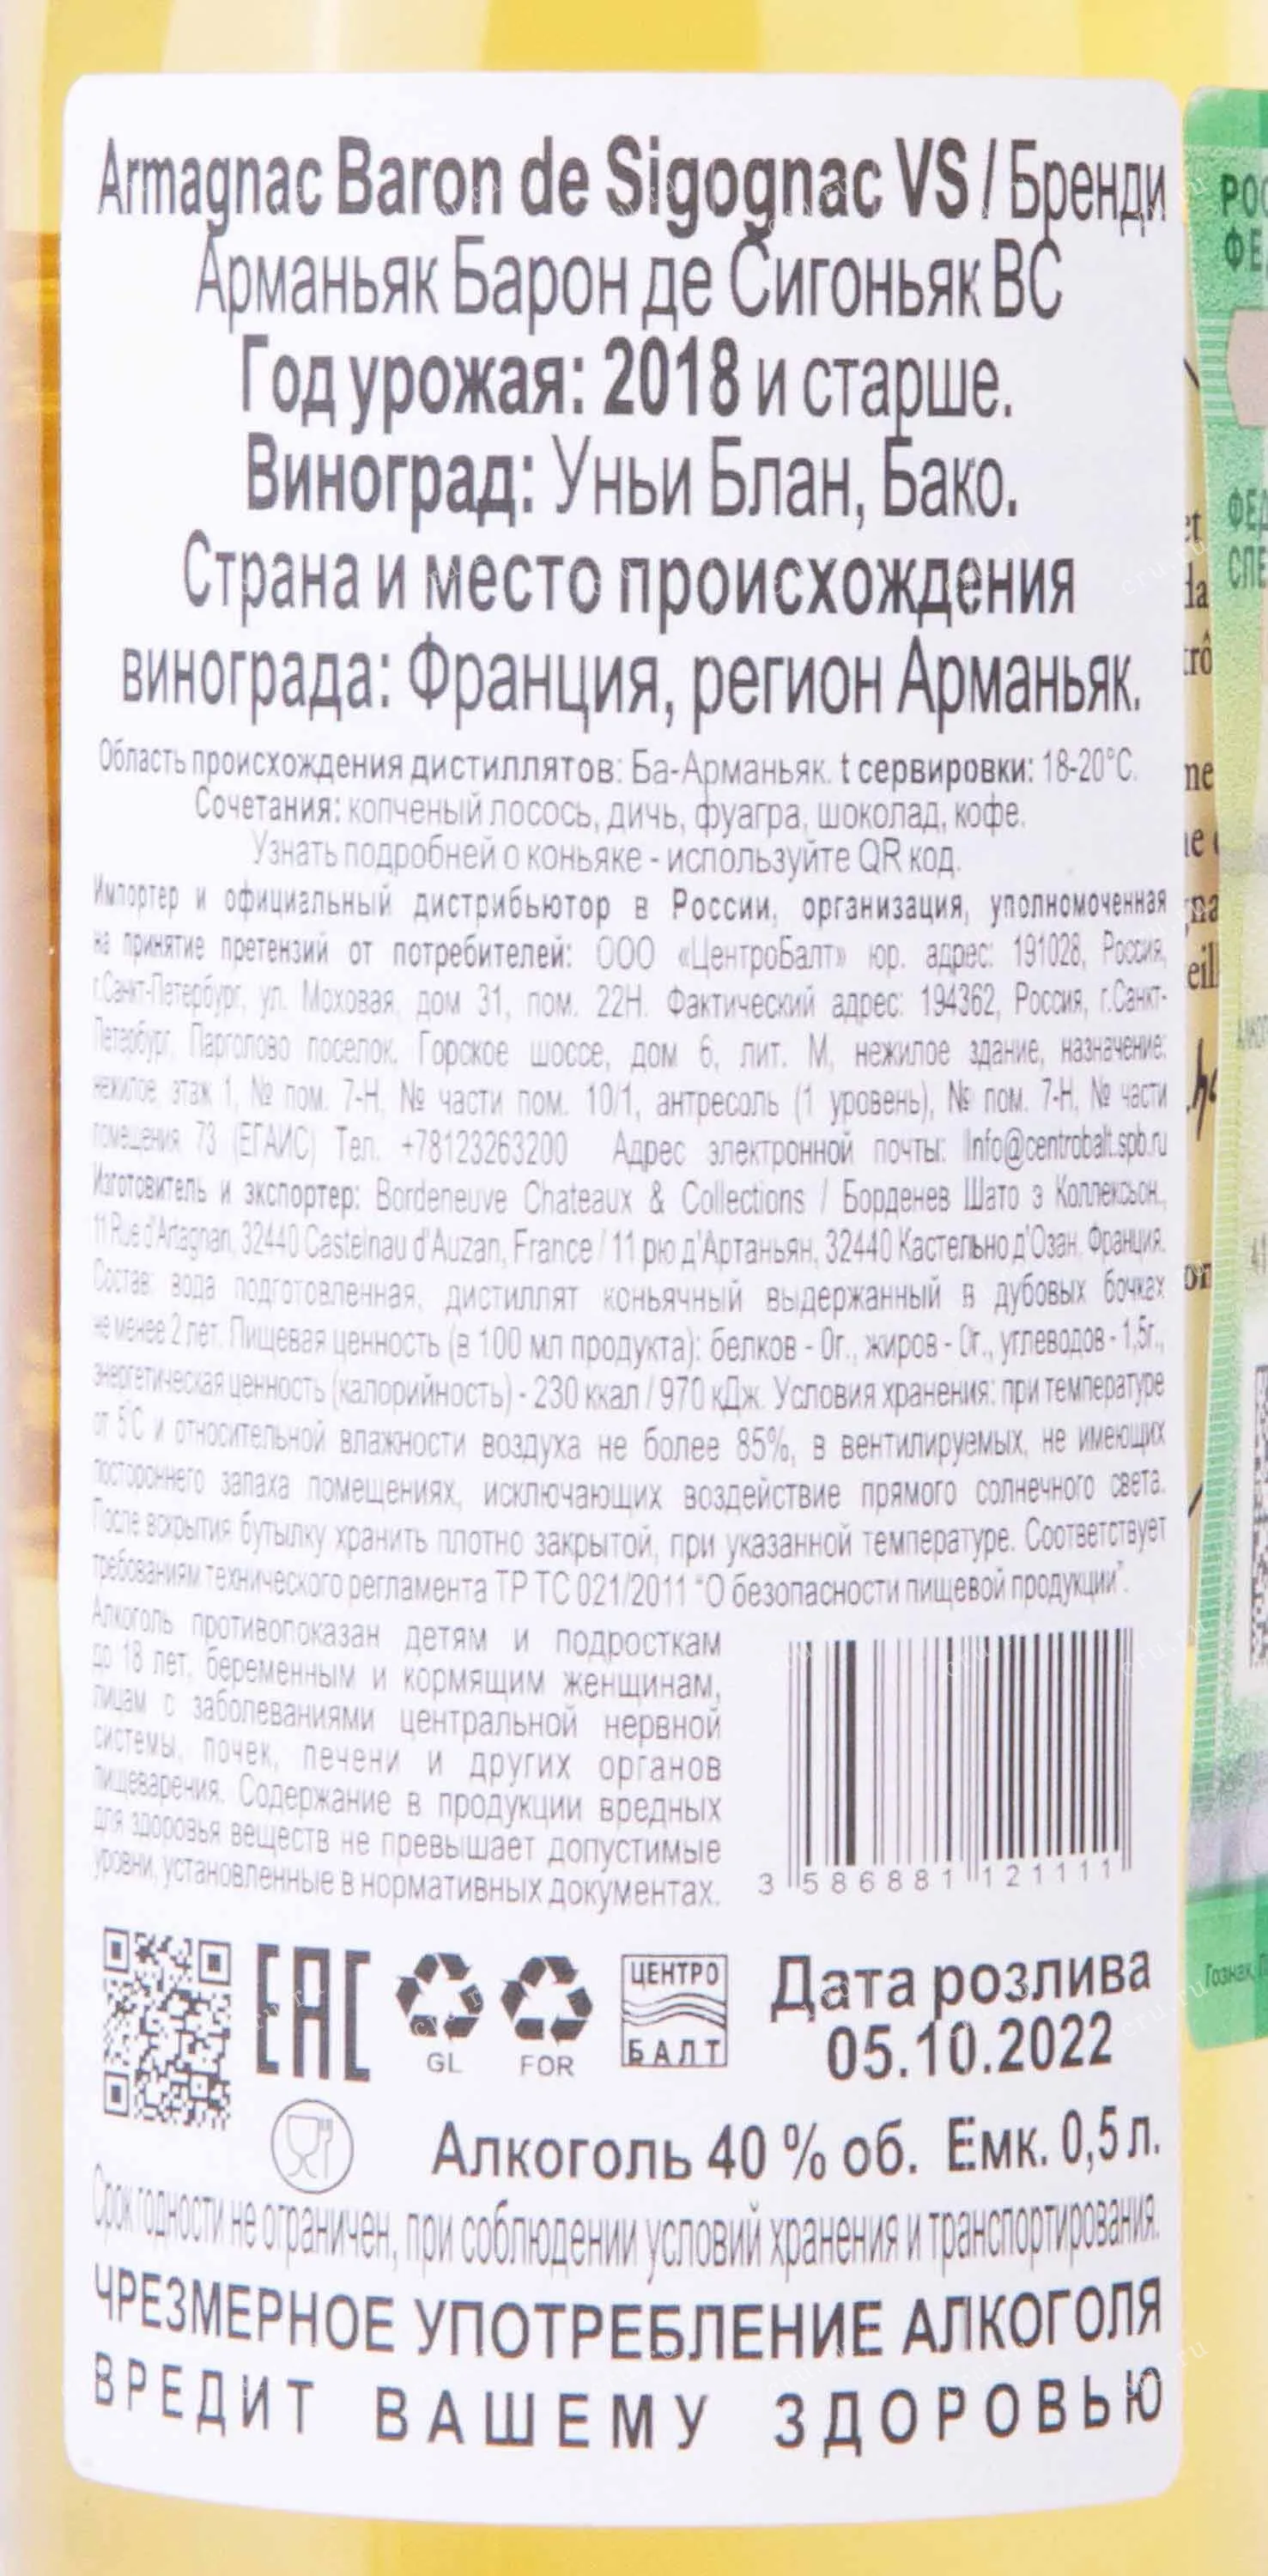 Armagnac Baron de Sigognac VS / Бренди
Арманьяк Барон де Сигоньяк ВС
Год урожая: 2018 и старше.
Виноград: Уньи Блан, Бако.
Страна и место происхождения
винограда: Франция, регион Арманьяк.
Область происхождения дистиллятов: Ба-Арманьяк. t сервировки: 18-20°С.
Сочетания: копченый лосось, дичь, фуагра, шоколад, кофе.
Узнать подробней о коньяке - используйте QR код.
Импортер и официальный дистрибьютор в России, организация, уполномоченная
на принятие претензий от потребителей: ООО «ЦентроБалт» юр. адрес: 191028, Россия,
г.Санкт-Петербург, ул. Моховая, дом 31, пом. 22Н. Фактический адрес: 194362, Россия, г.Санкт-
Петербург, Парголово поселок, Горское шоссе, дом 6, лит. М, нежилое здание, назначение:
нежилое, этаж 1, № пом. 7-Н, № части пом. 10/1, антресоль (1 уровень), № пом. 7-Н, № части
помещения 73 (ЕГАИС) Тел. +78123263200 Адрес электронной почты: Info@centrobalt.spb.ru
Изготовитель и экспортер: Bordeneuve Chateaux & Collections / Борденев Шато э Коллексьон,
11 Rue d'Artagnan, 32440 Castelnau d'Auzan, France / 11 рю д'Артаньян, 32440 Кастельно д'Озан, Франция.
Состав: вода подготовленная, дистиллят коньячный выдержанный в дубовых бочках
не менее 2 лет. Пищевая ценность (в 100 мл продукта): белков - 0г., жиров - 0г., углеводов - 1,5г.,
энергетическая ценность (калорийность) - 230 ккал / 970 кДж. Условия хранения: при температуре
от 5°С и относительной влажности воздуха не более 85%, в вентилируемых, не имеющих
постороннего запаха помещениях, исключающих воздействие прямого солнечного света.
После вскрытия бутылку хранить плотно закрытой, при указанной температуре. Соответствует
требованиям технического регламента ТР ТС 021/2011 "О безопасности пищевой продукции".
Алкоголь противопоказан детям и подросткам
до 18 лет, беременным и кормящим женщинам,
лицам с заболеваниями центральной нервной
системы, почек, печени и других органов
пищеварения. Содержание в продукции вредных
для здоровья веществ не превышает допустимые
уровни, установленные в нормативных документах.
3 586881 121111
EAC
GL FOR
ЦЕНТРО
БАЛТ
Дата розлива
05.10.2022
Алкоголь 40 % об. Емк. 0,5 л.
Срок годности не ограничен, при соблюдении условий хранения и транспортирования.
ЧРЕЗМЕРНОЕ УПОТРЕБЛЕНИЕ АЛКОГОЛЯ
ВРЕДИТ ВАШЕМУ ЗДОРОВЬЮ
cru.ru